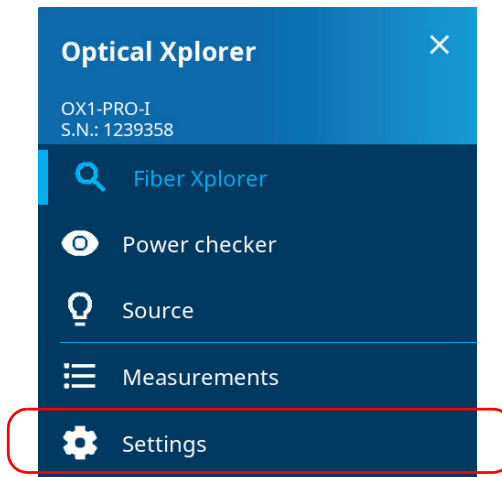 Optical Xplorer
OX1-PRO-I
S.N.: 1239358
Fiber Xplorer
Power checker
Source
Measurements
Settings